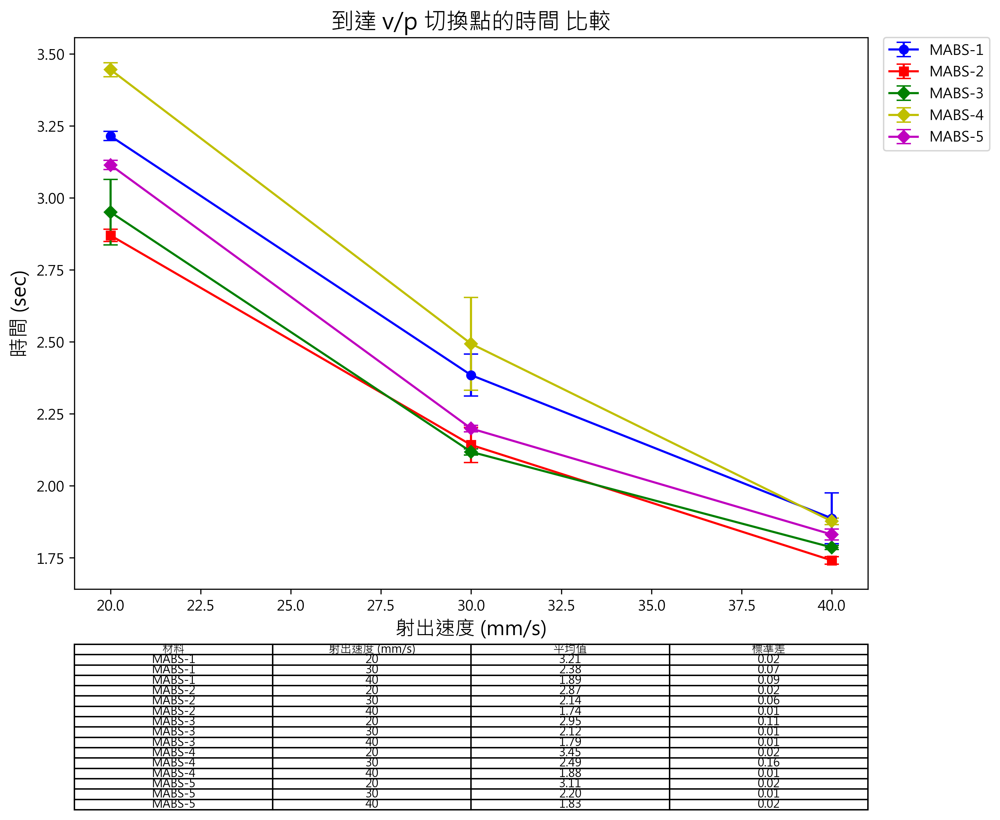 到達 v/p 切換點的時間 比較
3.50
3.25
3.00
2.75
2.50
2.25
2.00
1.75
時間 (sec)
20.0 22.5 25.0 27.5 30.0 32.5 35.0 37.5 40.0
射出速度 (mm/s)
MABS-1
MABS-2
MABS-3
MABS-4
MABS-5
材料 射出速度 (mm/s) 平均值 標準差
MABS-1 20 3.21 0.02
MABS-1 30 2.38 0.07
MABS-1 40 1.89 0.09
MABS-2 20 2.87 0.02
MABS-2 30 2.14 0.06
MABS-2 40 1.74 0.01
MABS-3 20 2.95 0.11
MABS-3 30 2.12 0.01
MABS-3 40 1.79 0.01
MABS-4 20 3.45 0.02
MABS-4 30 2.49 0.16
MABS-4 40 1.88 0.01
MABS-5 20 3.11 0.02
MABS-5 30 2.20 0.01
MABS-5 40 1.83 0.02